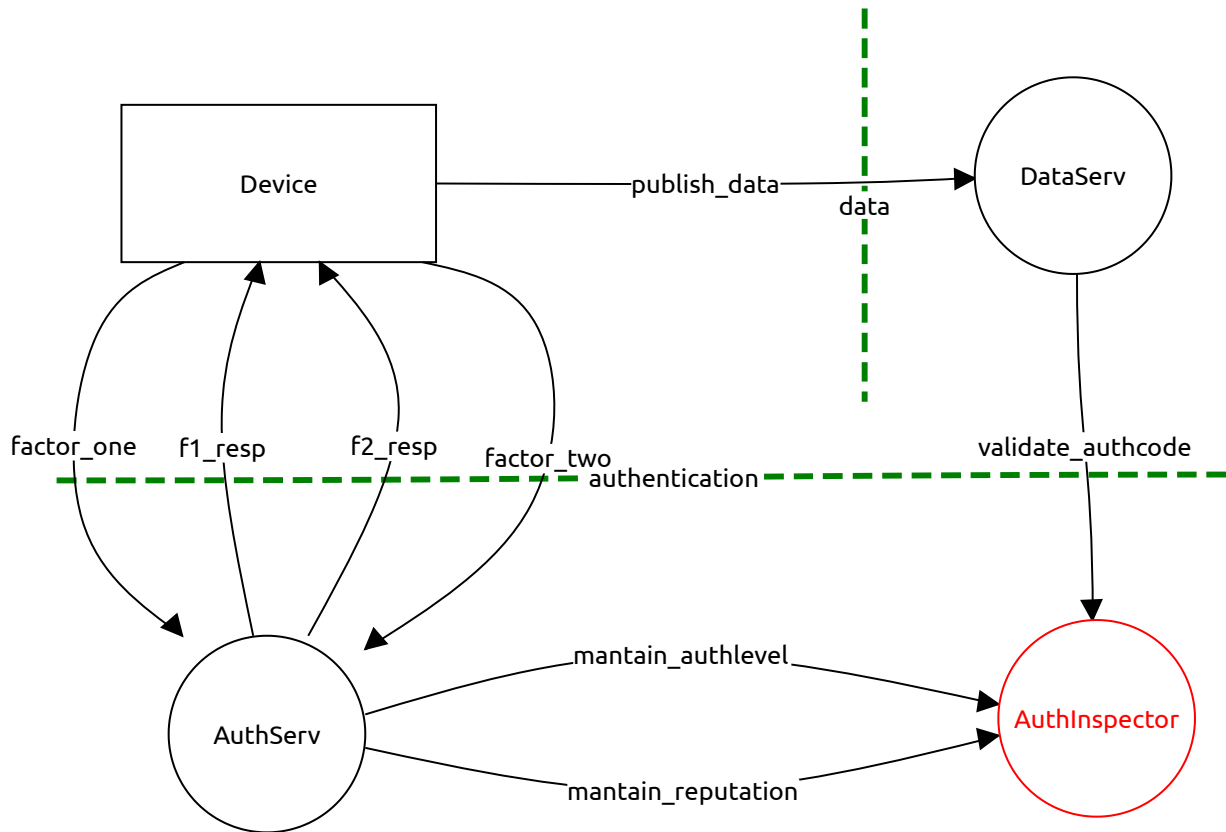 Device
DataServ
publish_data
data
factor_one
f1_resp
f2_resp
factor_two
validate_authcode
authentication
mantain_authlevel
AuthServ
AuthInspector
mantain_reputation